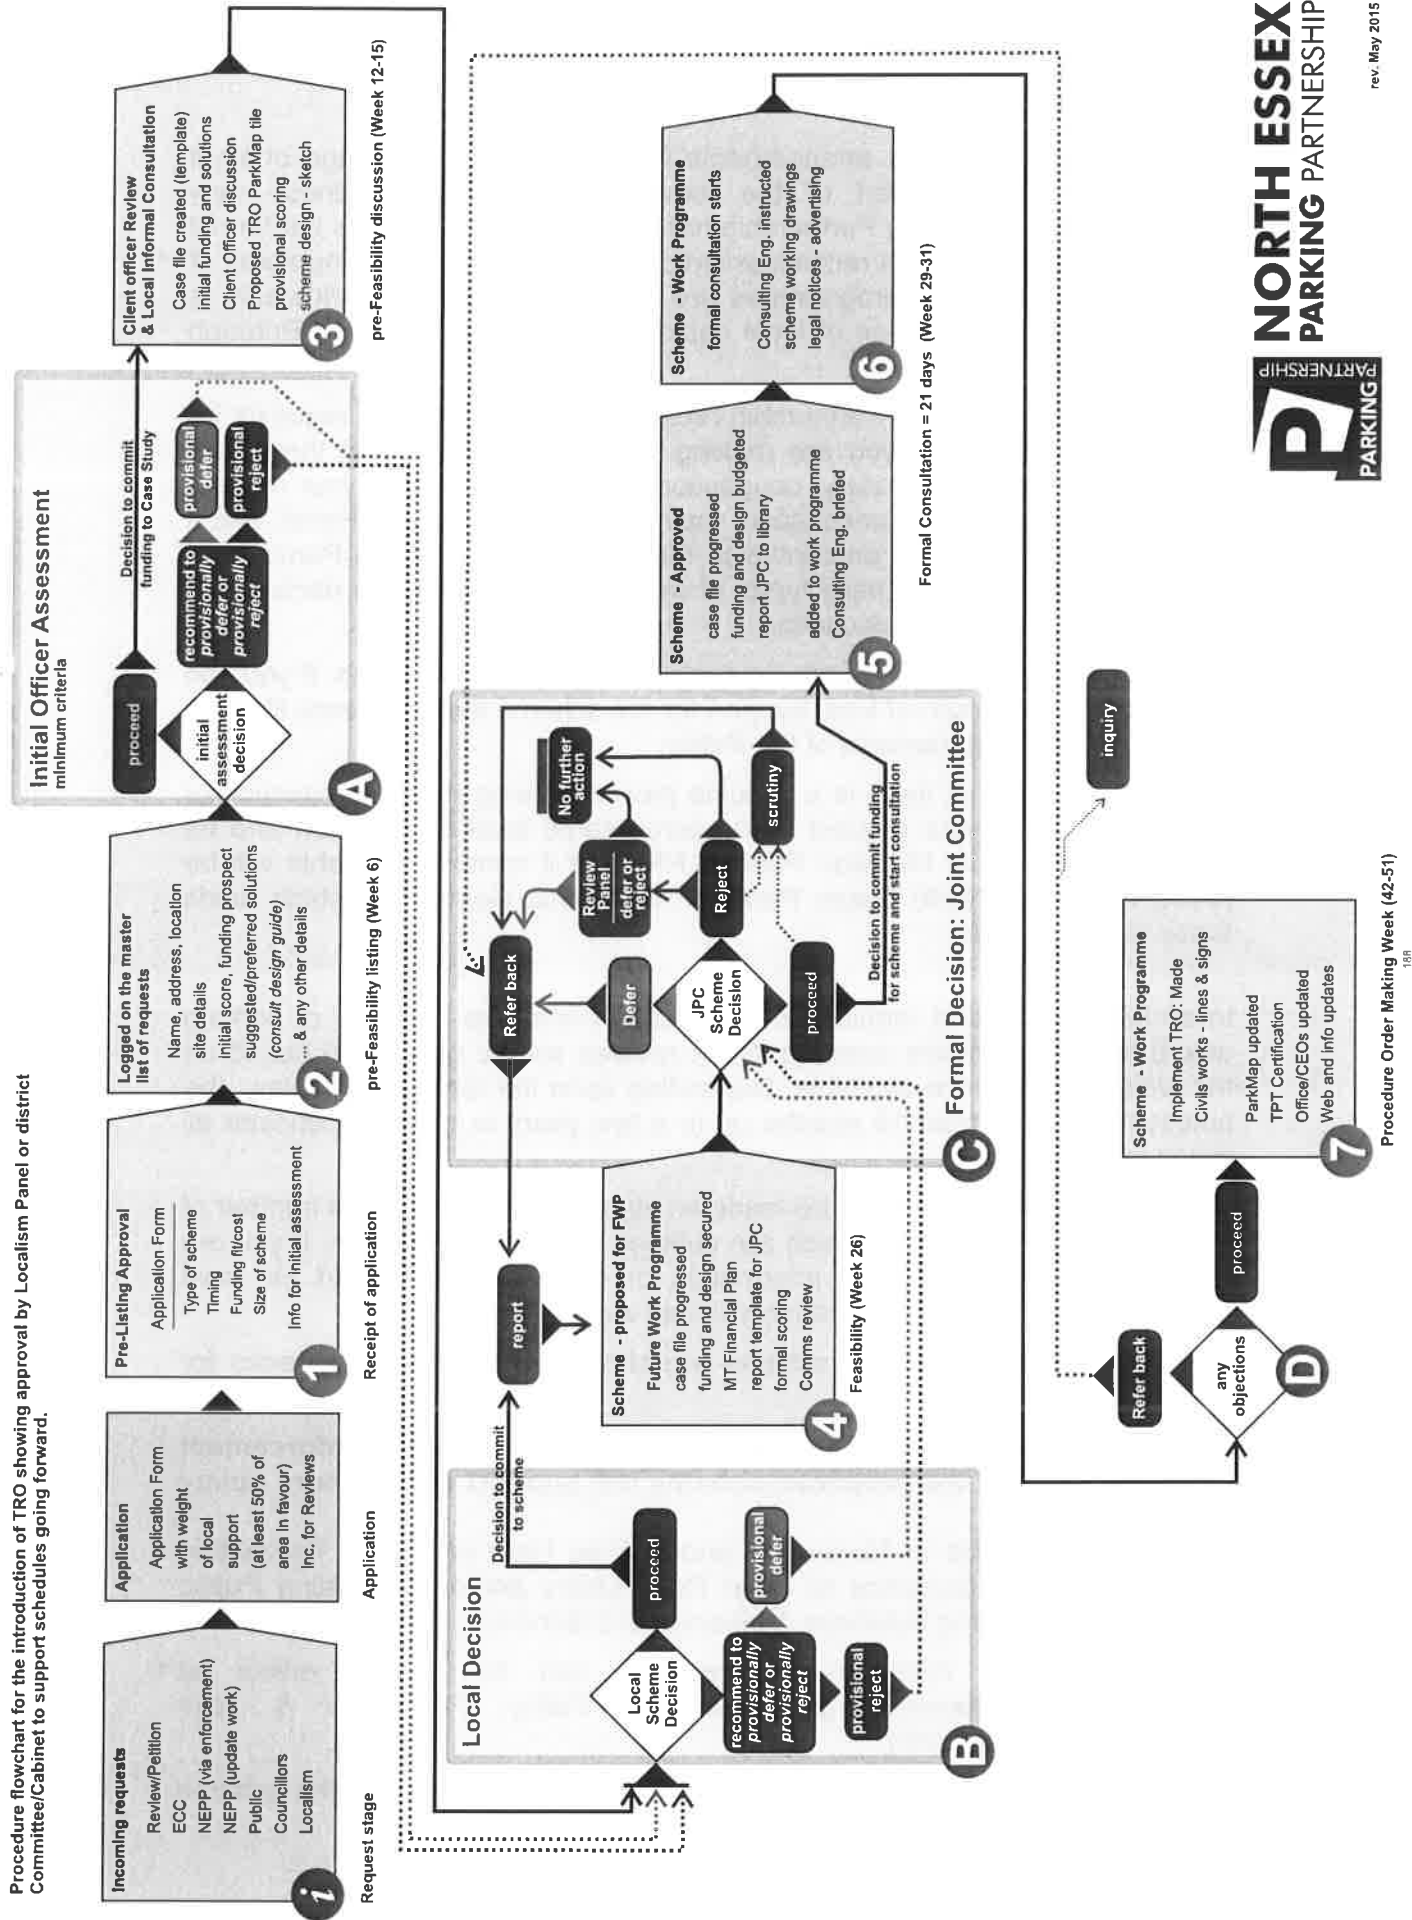 Procedure flowchart for the introduction of TRO showing approval by Localism Panel or district
Committee/Cabinet to support schedules going forward.
Incoming requests
Review/Petition
ECC
NEPP (via enforcement)
NEPP (update work)
Public
Councillors
Localism
i
Request stage
Application
Application Form
with weight
of local
support
(at least 50% of
area in favour)
Inc. for Reviews
Application
Pre-Listing Approval
Application Form
Type of scheme
Timing
Funding fit/cost
Size of scheme
Info for initial assessment
1
Receipt of application
Logged on the master
list of requests
Name, address, location
site details
initial score, funding prospect
suggested/preferred solutions
(consult design guide)
& any other details
2
pre-Feasibility listing (Week 6)
Initial Officer Assessment
minimum criteria
proceed
initial
assessment
decision
recommend to
provisionally
defer or
provisionally
reject
provisional
defer
provisional
reject
A
Decision to commit
funding to Case Study
Client officer Review
& Local Informal Consultation
Case file created (template)
initial funding and solutions
Client Officer discussion
Proposed TRO ParkMap tile
provisional scoring
scheme design - sketch
3
pre-Feasibility discussion (Week 12-15)
Local Decision
Local
Scheme
Decision
proceed
recommend to
provisionally
defer or
provisionally
reject
provisional
defer
provisional
reject
B
Decision to commit
to scheme
report
Scheme - proposed for FWP
Future Work Programme
case file progressed
funding and design secured
MT Financial Plan
report template for JPC
formal scoring
Comms review
4
Feasibility (Week 26)
Refer back
Defer
JPC
Scheme
Decision
proceed
Reject
Review
Panel
defer or
reject
No further
action
scrutiny
Decision to commit funding
for scheme and start consultation
Formal Decision: Joint Committee
C
Scheme - Approved
case file progressed
funding and design budgeted
report JPC to library
added to work programme
Consulting Eng. briefed
5
Scheme - Work Programme
formal consultation starts
Consulting Eng. instructed
scheme working drawings
legal notices - advertising
6
Formal Consultation = 21 days (Week 29-31)
any
objections
D
Refer back
proceed
Scheme - Work Programme
Implement TRO: Made
Civils works - lines & signs
ParkMap updated
TPT Certification
Office/CEOs updated
Web and info updates
7
Procedure Order Making Week (42-51)
inquiry
P
PARKING
PARTNERSHIP
NORTH ESSEX
PARKING PARTNERSHIP
rev. May 2015
188